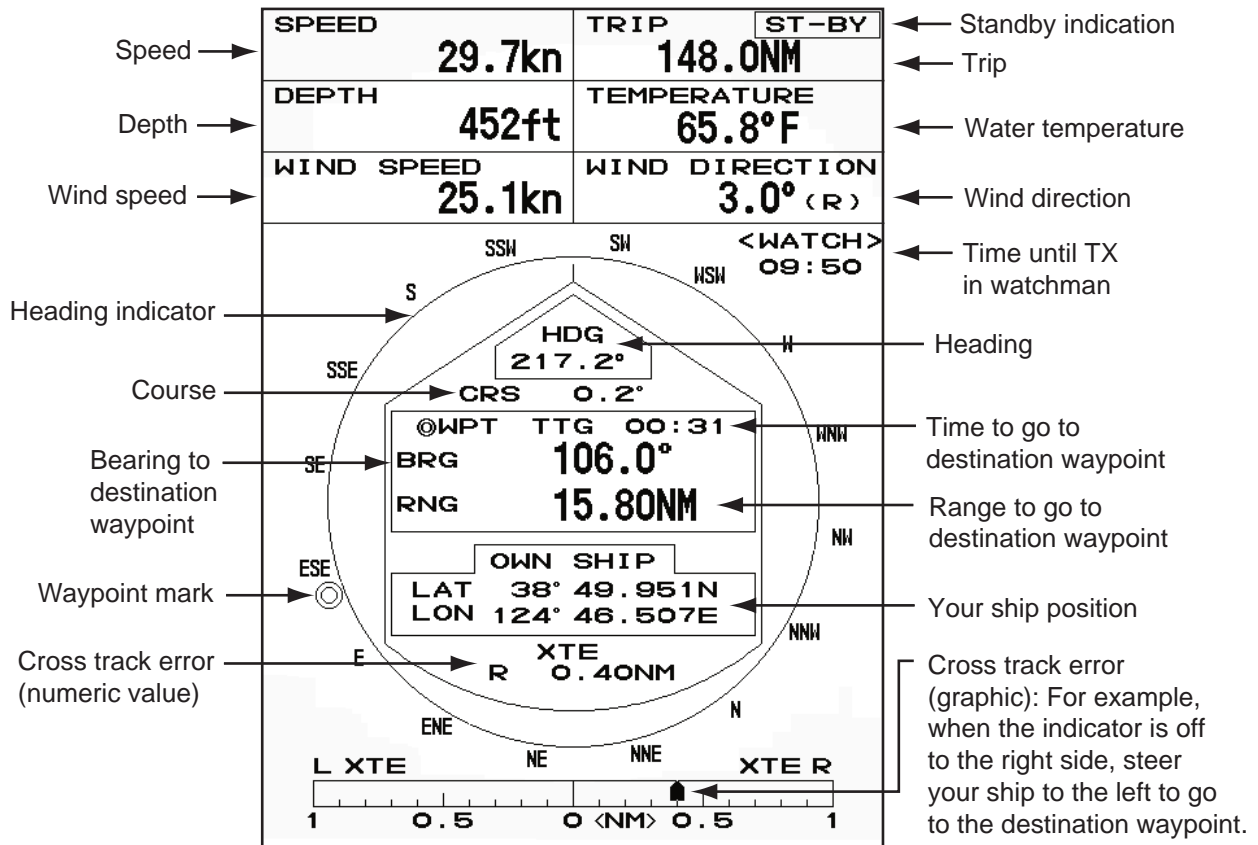 SPEED
29.7kn
TRIP
ST-BY
148.0NM
DEPTH
452ft
TEMPERATURE
65.8°F
WIND SPEED
25.1kn
WIND DIRECTION
3.0° (R)
<WATCH>
09:50
SSW
SW
WSW
S
W
SSE
WNW
SE
NW
ESE
NNW
E
N
ENE
NE
NNE
HDG
217.2°
CRS 0.2°
◎WPT TTG 00:31
BRG 106.0°
RNG 15.80NM
OWN SHIP
LAT 38° 49.951N
LON 124° 46.507E
XTE
R 0.40NM
L XTE
XTE R
1 0.5 0 <NM> 0.5 1
Speed
Depth
Wind speed
Heading indicator
Course
Bearing to
destination
waypoint
Waypoint mark
Cross track error
(numeric value)
Standby indication
Trip
Water temperature
Wind direction
Time until TX
in watchman
Heading
Time to go to
destination waypoint
Range to go to
destination waypoint
Your ship position
Cross track error
(graphic): For example,
when the indicator is off
to the right side, steer
your ship to the left to go
to the destination waypoint.